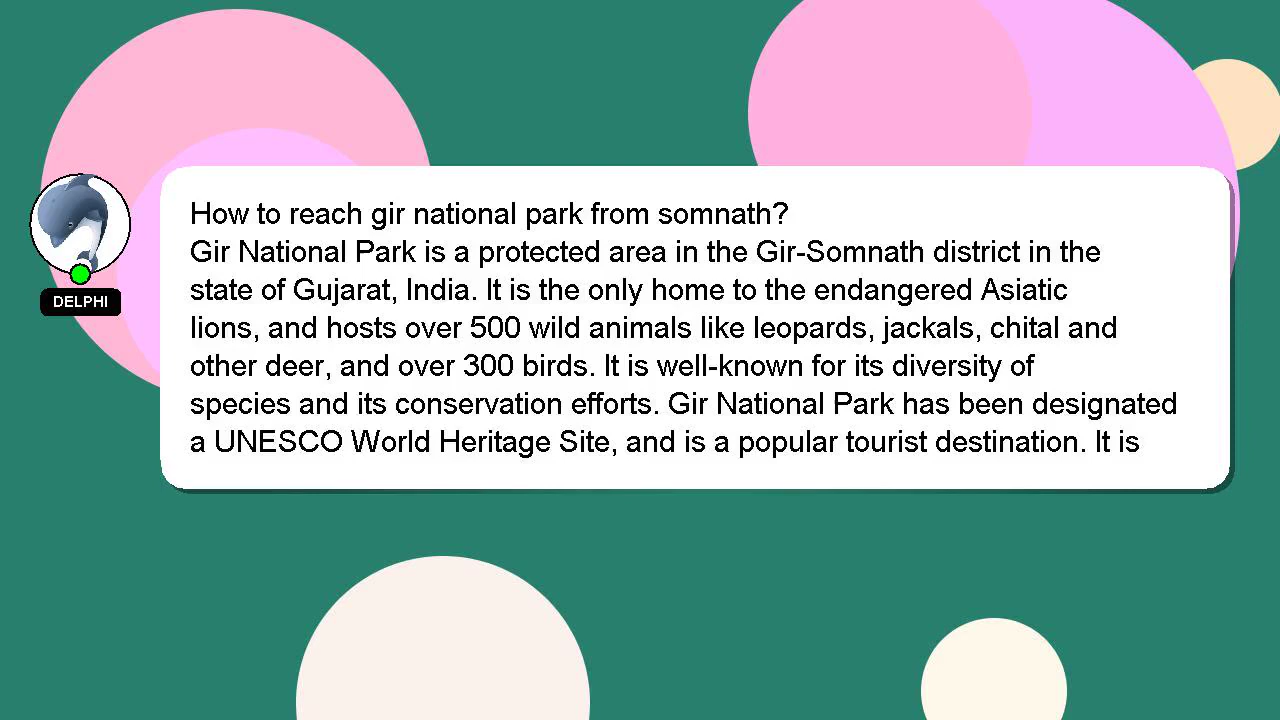 How to reach gir national park from somnath?
Gir National Park is a protected area in the Gir-Somnath district in the
state of Gujarat, India. It is the only home to the endangered Asiatic
lions, and hosts over 500 wild animals like leopards, jackals, chital and
other deer, and over 300 birds. It is well-known for its diversity of
species and its conservation efforts. Gir National Park has been designated
a UNESCO World Heritage Site, and is a popular tourist destination. It is
DELPHI